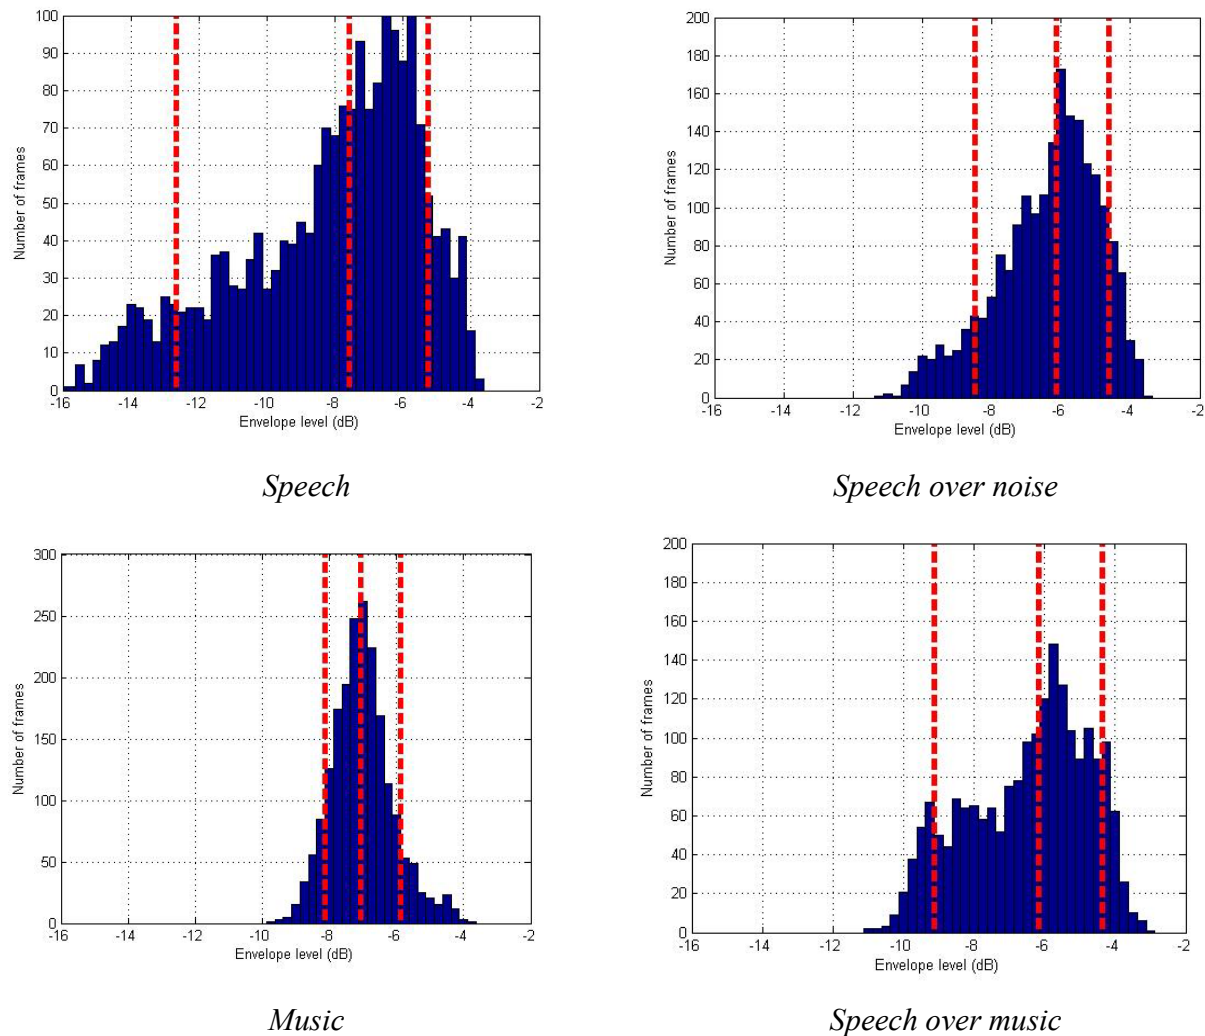 100
90
80
70
60
50
40
30
20
10
0
Number of frames
-16 -14 -12 -10 -8 -6 -4 -2
Envelope level (dB)
Speech
200
180
160
140
120
100
80
60
40
20
0
Number of frames
-16 -14 -12 -10 -8 -6 -4 -2
Envelope level (dB)
Speech over noise
300
250
200
150
100
50
0
Number of frames
-16 -14 -12 -10 -8 -6 -4 -2
Envelope level (dB)
Music
200
180
160
140
120
100
80
60
40
20
0
Number of frames
-16 -14 -12 -10 -8 -6 -4 -2
Envelope level (dB)
Speech over music